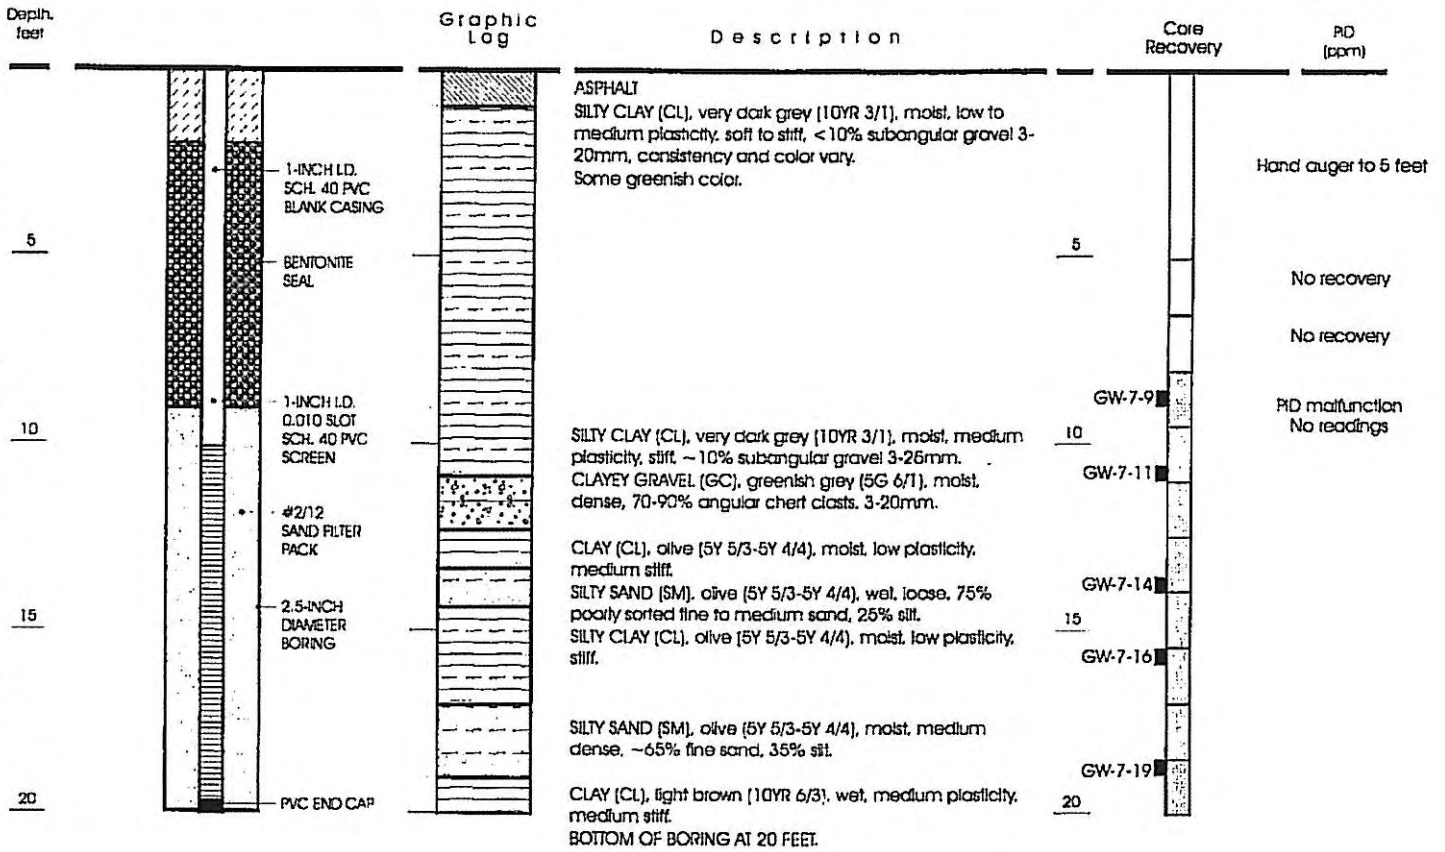 Depth, feet
Graphic Log
Description
Core Recovery
PID (ppm)
ASPHALT
SILTY CLAY (CL), very dark grey (10YR 3/1), moist, low to
medium plasticity, soft to stiff, <10% subangular gravel 3-
20mm, consistency and color vary.
Some greenish color.
1-INCH I.D.
SCH. 40 PVC
BLANK CASING
Hand auger to 5 feet
5
BENTONITE
SEAL
5
No recovery
No recovery
1-INCH I.D.
0.010 SLOT
SCH. 40 PVC
SCREEN
GW-7-9
PID malfunction
No readings
10
10
SILTY CLAY (CL), very dark grey (10YR 3/1), moist, medium
plasticity, stiff, ~10% subangular gravel 3-25mm.
CLAYEY GRAVEL (GC), greenish grey (5G 6/1), moist,
dense, 70-90% angular chert clasts, 3-20mm.
GW-7-11
#2/12
SAND FILTER
PACK
CLAY (CL), olive (5Y 5/3-5Y 4/4), moist, low plasticity,
medium stiff.
SILTY SAND (SM), olive (5Y 5/3-5Y 4/4), wet, loose, 75%
poorly sorted fine to medium sand, 25% silt.
SILTY CLAY (CL), olive (5Y 5/3-5Y 4/4), moist, low plasticity,
stiff.
GW-7-14
2.5-INCH
DIAMETER
BORING
15
15
GW-7-16
SILTY SAND (SM), olive (5Y 5/3-5Y 4/4), moist, medium
dense, ~65% fine sand, 35% silt.
GW-7-19
20
PVC END CAP
20
CLAY (CL), light brown (10YR 6/3), wet, medium plasticity,
medium stiff.
BOTTOM OF BORING AT 20 FEET.